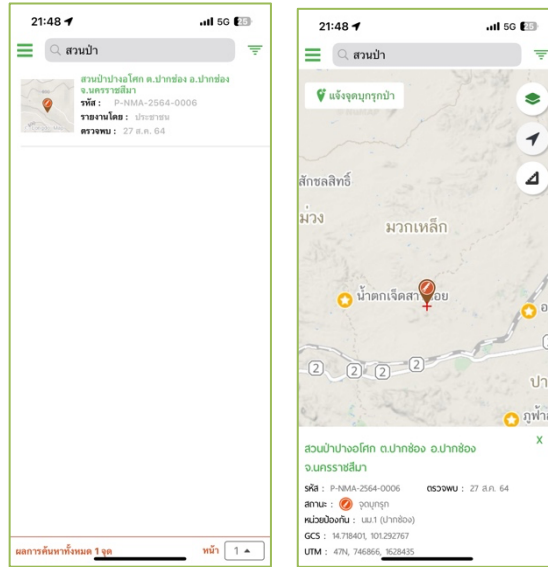 21:48
5G
25
สวนป่า
สวนป่าปางอโศก ต.ปากช่อง อ.ปากช่อง
จ.นครราชสีมา
รหัส : P-NMA-2564-0006
รายงานโดย : ประชาชน
ตรวจพบ : 27 ส.ค. 64
ผลการค้นหาทั้งหมด 1 จุด
หน้า 1
21:48
5G
25
สวนป่า
แจ้งจุดบุกรุกป่า
สักชลสิทธิ์
ม่วง
มวกเหล็ก
น้ำตกเจ็ดสาวน้อย
2
2
2
2
ภูฟ้า
X
สวนป่าปางอโศก ต.ปากช่อง อ.ปากช่อง
จ.นครราชสีมา
รหัส : P-NMA-2564-0006 ตรวจพบ : 27 ส.ค. 64
สถานะ : จุดบุกรุก
หน่วยป้องกัน : นม.1 (ปากช่อง)
GCS : 14.718401, 101.292767
UTM : 47N, 746866, 1628435